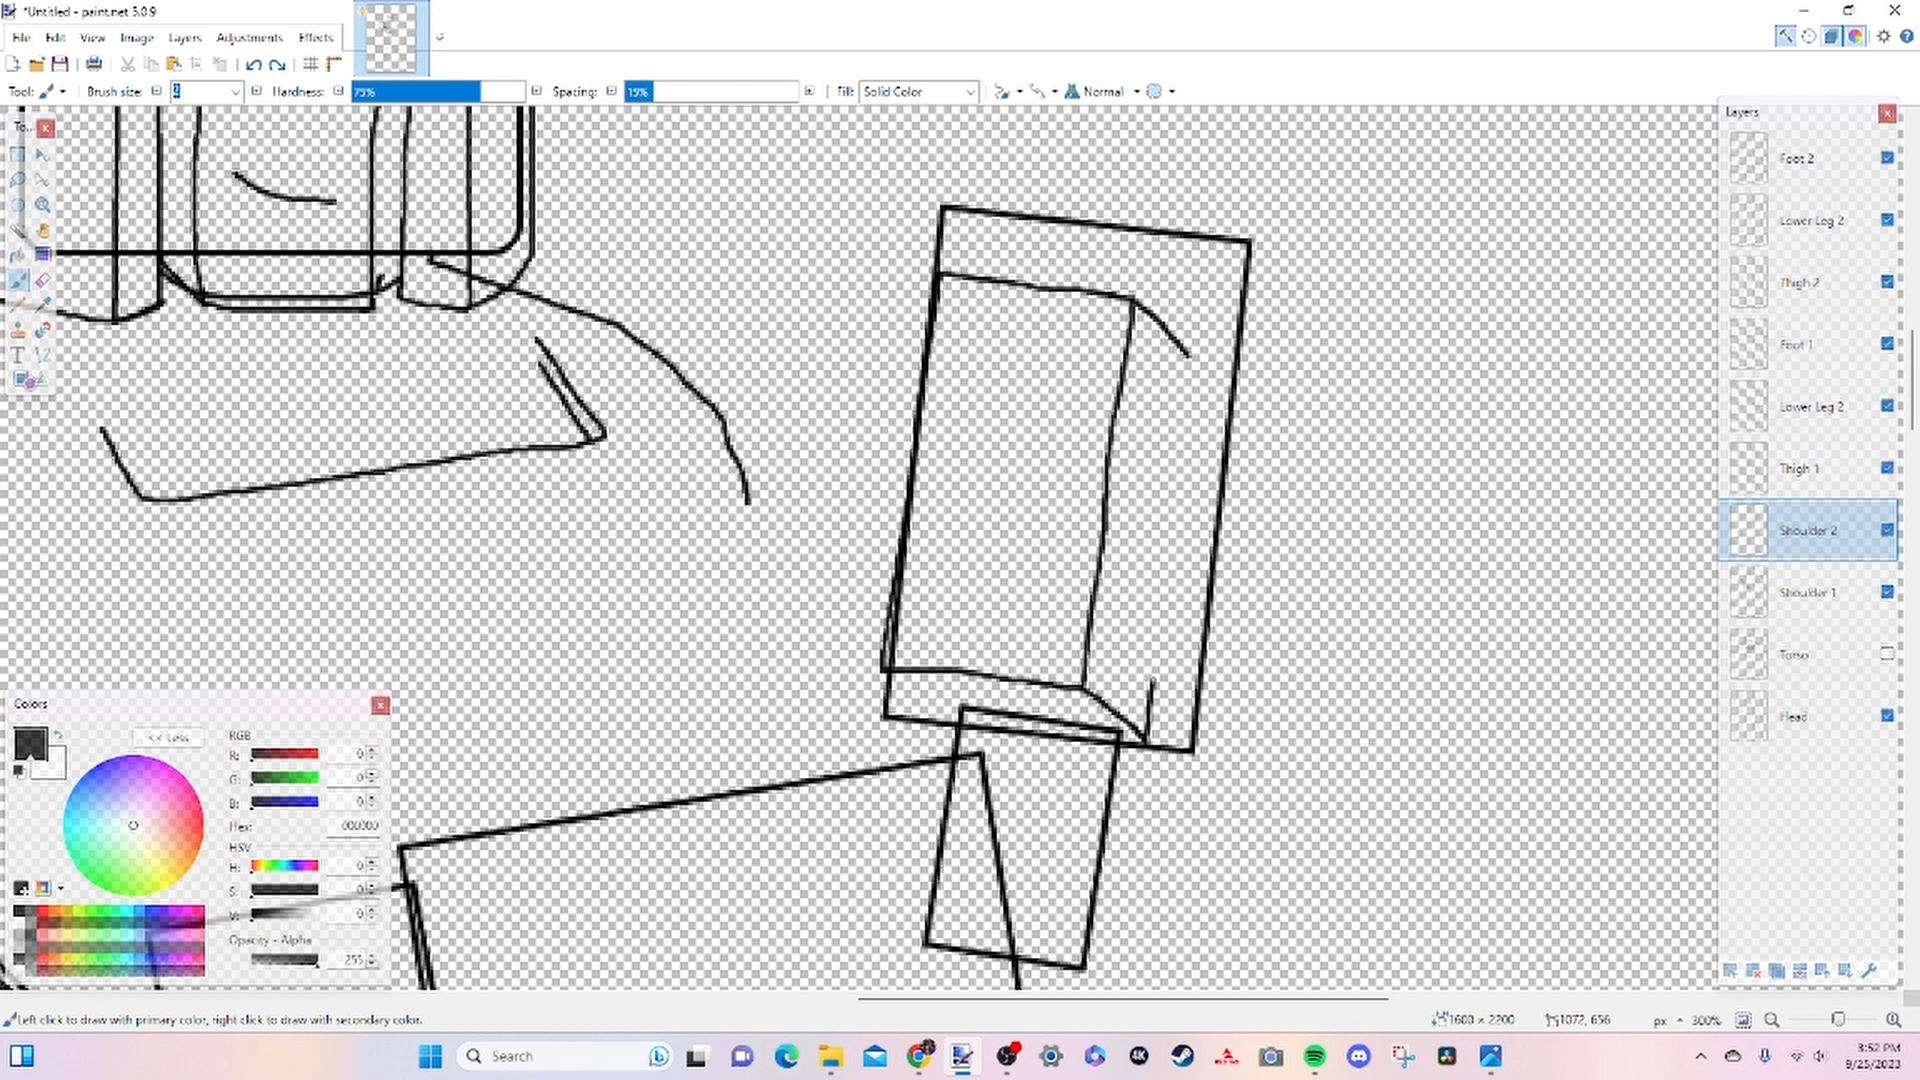 *Untitled - paint.net 5.0.9
File Edit View Image Layers Adjustments Effects
Tool: Brush size: 2 Hardness: 75% Spacing: 15% Fill: Solid Color Normal
To...
Layers
Foot 2
Lower Leg 2
Thigh 2
Foot 1
Lower Leg 2
Thigh 1
Shoulder 2
Shoulder 1
Torso
Head
Colors
<< Less
RGB
R: 0
G: 0
B: 0
Hex: 000000
HSV
H: 0
S: 0
V: 0
Opacity - Alpha
255
Left click to draw with primary color, right click to draw with secondary color.
1600 × 2200 1072, 656 px 300%
Search
4K
3:52 PM
9/25/2023